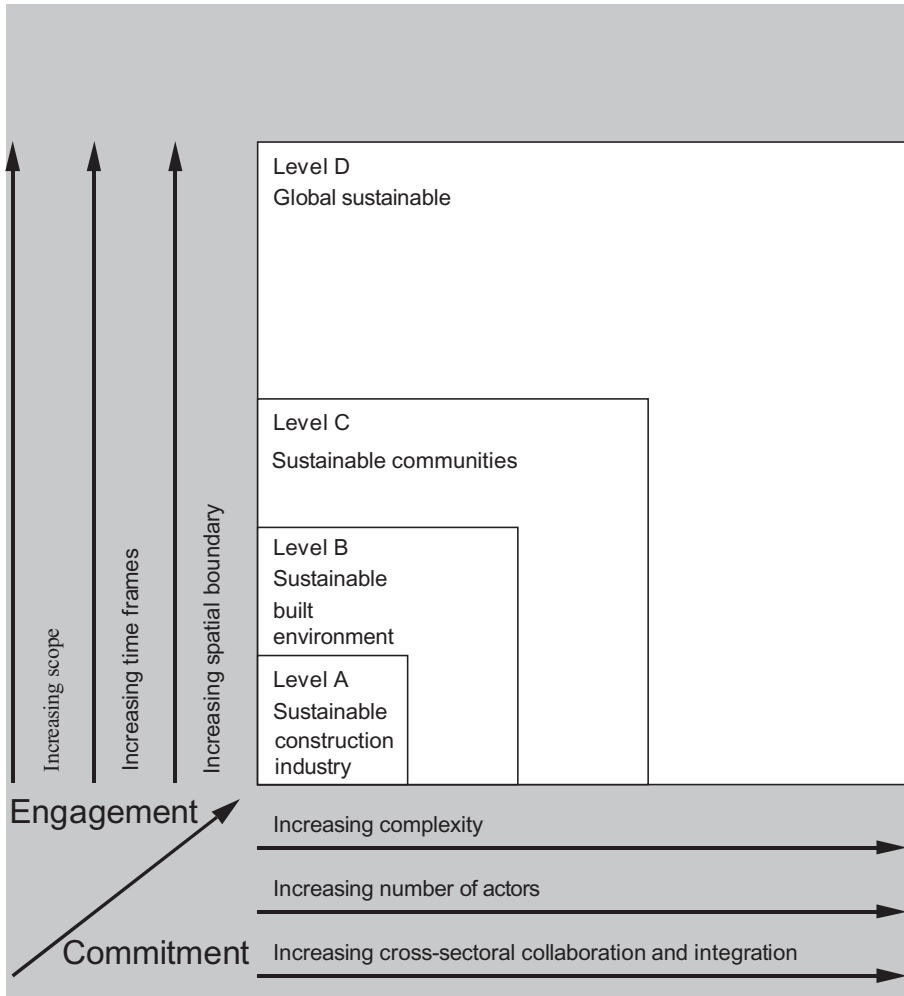 Level D
Global sustainable
Level C
Sustainable communities
Level B
Sustainable
built
environment
Level A
Sustainable
construction
industry
Increasing scope
Increasing time frames
Increasing spatial boundary
Engagement
Commitment
Increasing complexity
Increasing number of actors
Increasing cross-sectoral collaboration and integration